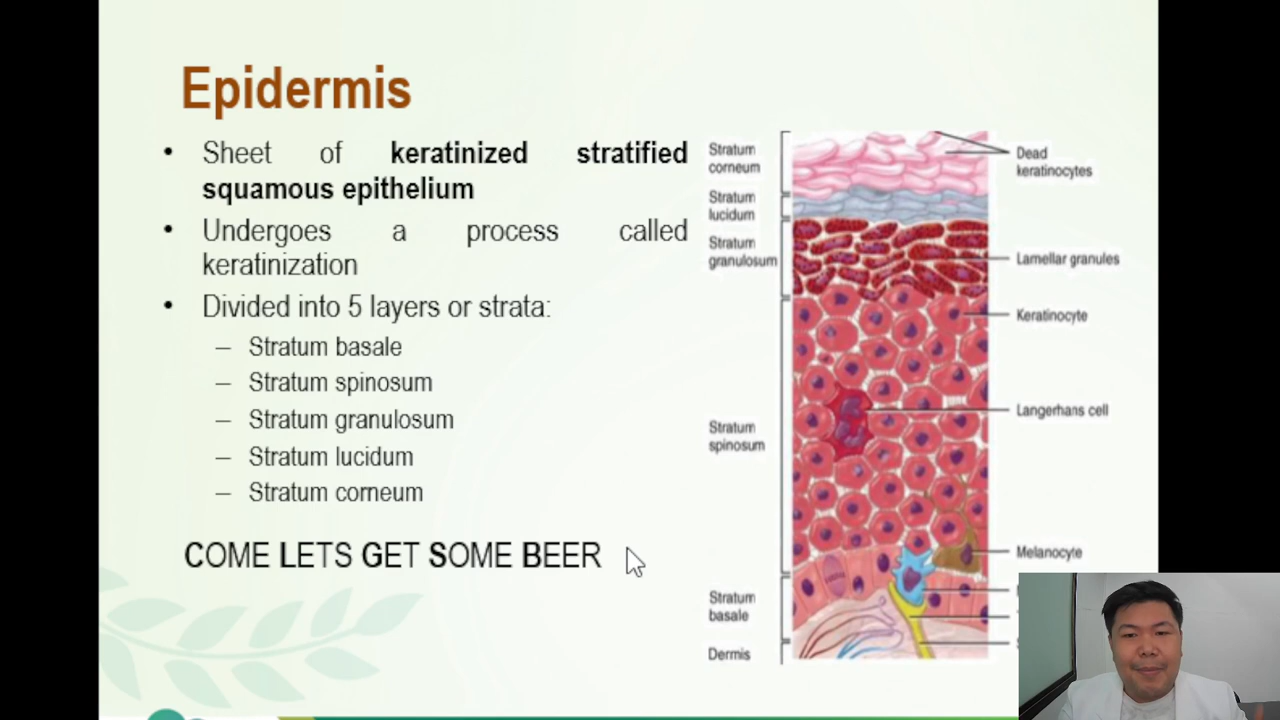 Epidermis
• Sheet of keratinized stratified
squamous epithelium
• Undergoes a process called
keratinization
• Divided into 5 layers or strata:
– Stratum basale
– Stratum spinosum
– Stratum granulosum
– Stratum lucidum
– Stratum corneum
COME LETS GET SOME BEER
Stratum
corneum
Stratum
lucidum
Stratum
granulosum
Stratum
spinosum
Stratum
basale
Dermis
Dead
keratinocytes
Lamellar granules
Keratinocyte
Langerhans cell
Melanocyte